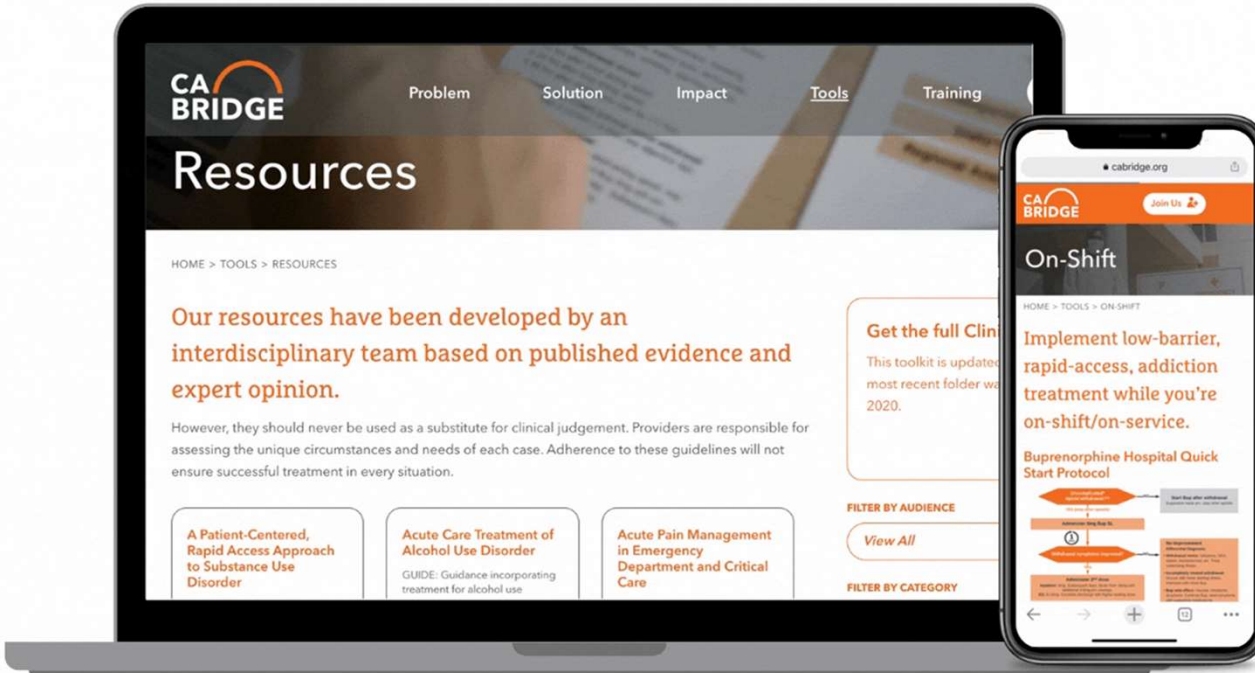 CA
BRIDGE
Problem
Solution
Impact
Tools
Training
Resources
HOME > TOOLS > RESOURCES
Our resources have been developed by an
interdisciplinary team based on published evidence and
expert opinion.
However, they should never be used as a substitute for clinical judgement. Providers are responsible for
assessing the unique circumstances and needs of each case. Adherence to these guidelines will not
ensure successful treatment in every situation.
A Patient-Centered,
Rapid Access Approach
to Substance Use
Disorder
Acute Care Treatment of
Alcohol Use Disorder
GUIDE: Guidance incorporating
treatment for alcohol use
Acute Pain Management
in Emergency
Department and Critical
Care
Get the full Clini
This toolkit is update
most recent folder wa
2020.
FILTER BY AUDIENCE
View All
FILTER BY CATEGORY
cabridge.org
CA
BRIDGE
Join Us
On-Shift
HOME > TOOLS > ON-SHIFT
Implement low-barrier,
rapid-access, addiction
treatment while you're
on-shift/on-service.
Buprenorphine Hospital Quick
Start Protocol
12